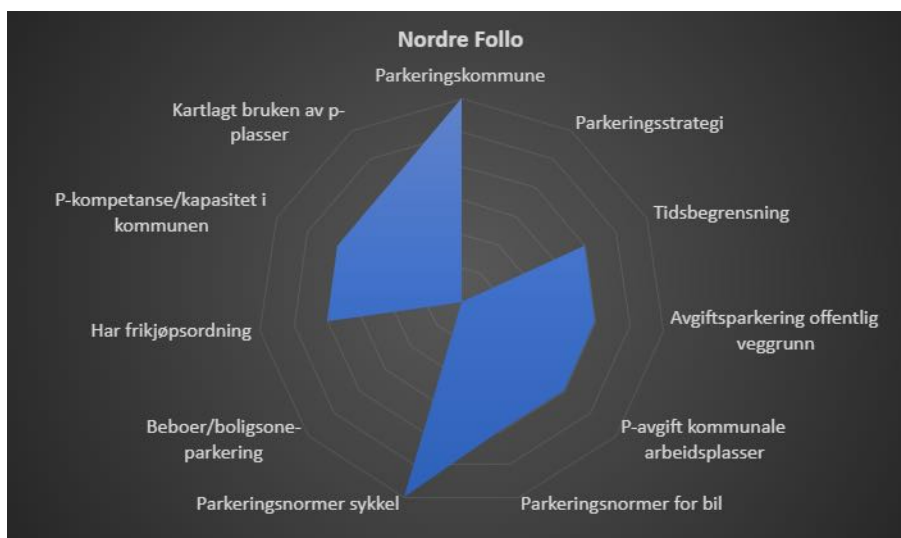 Nordre Follo
Parkeringskommune
Parkeringsstrategi
Tidsbegrensning
Avgiftsparkering offentlig
veggrunn
P-avgift kommunale
arbeidsplasser
Parkeringsnormer for bil
Parkeringsnormer sykkel
Beboer/boligsone-
parkering
Har frikjøpsordning
P-kompetanse/kapasitet i
kommunen
Kartlagt bruken av p-
plasser